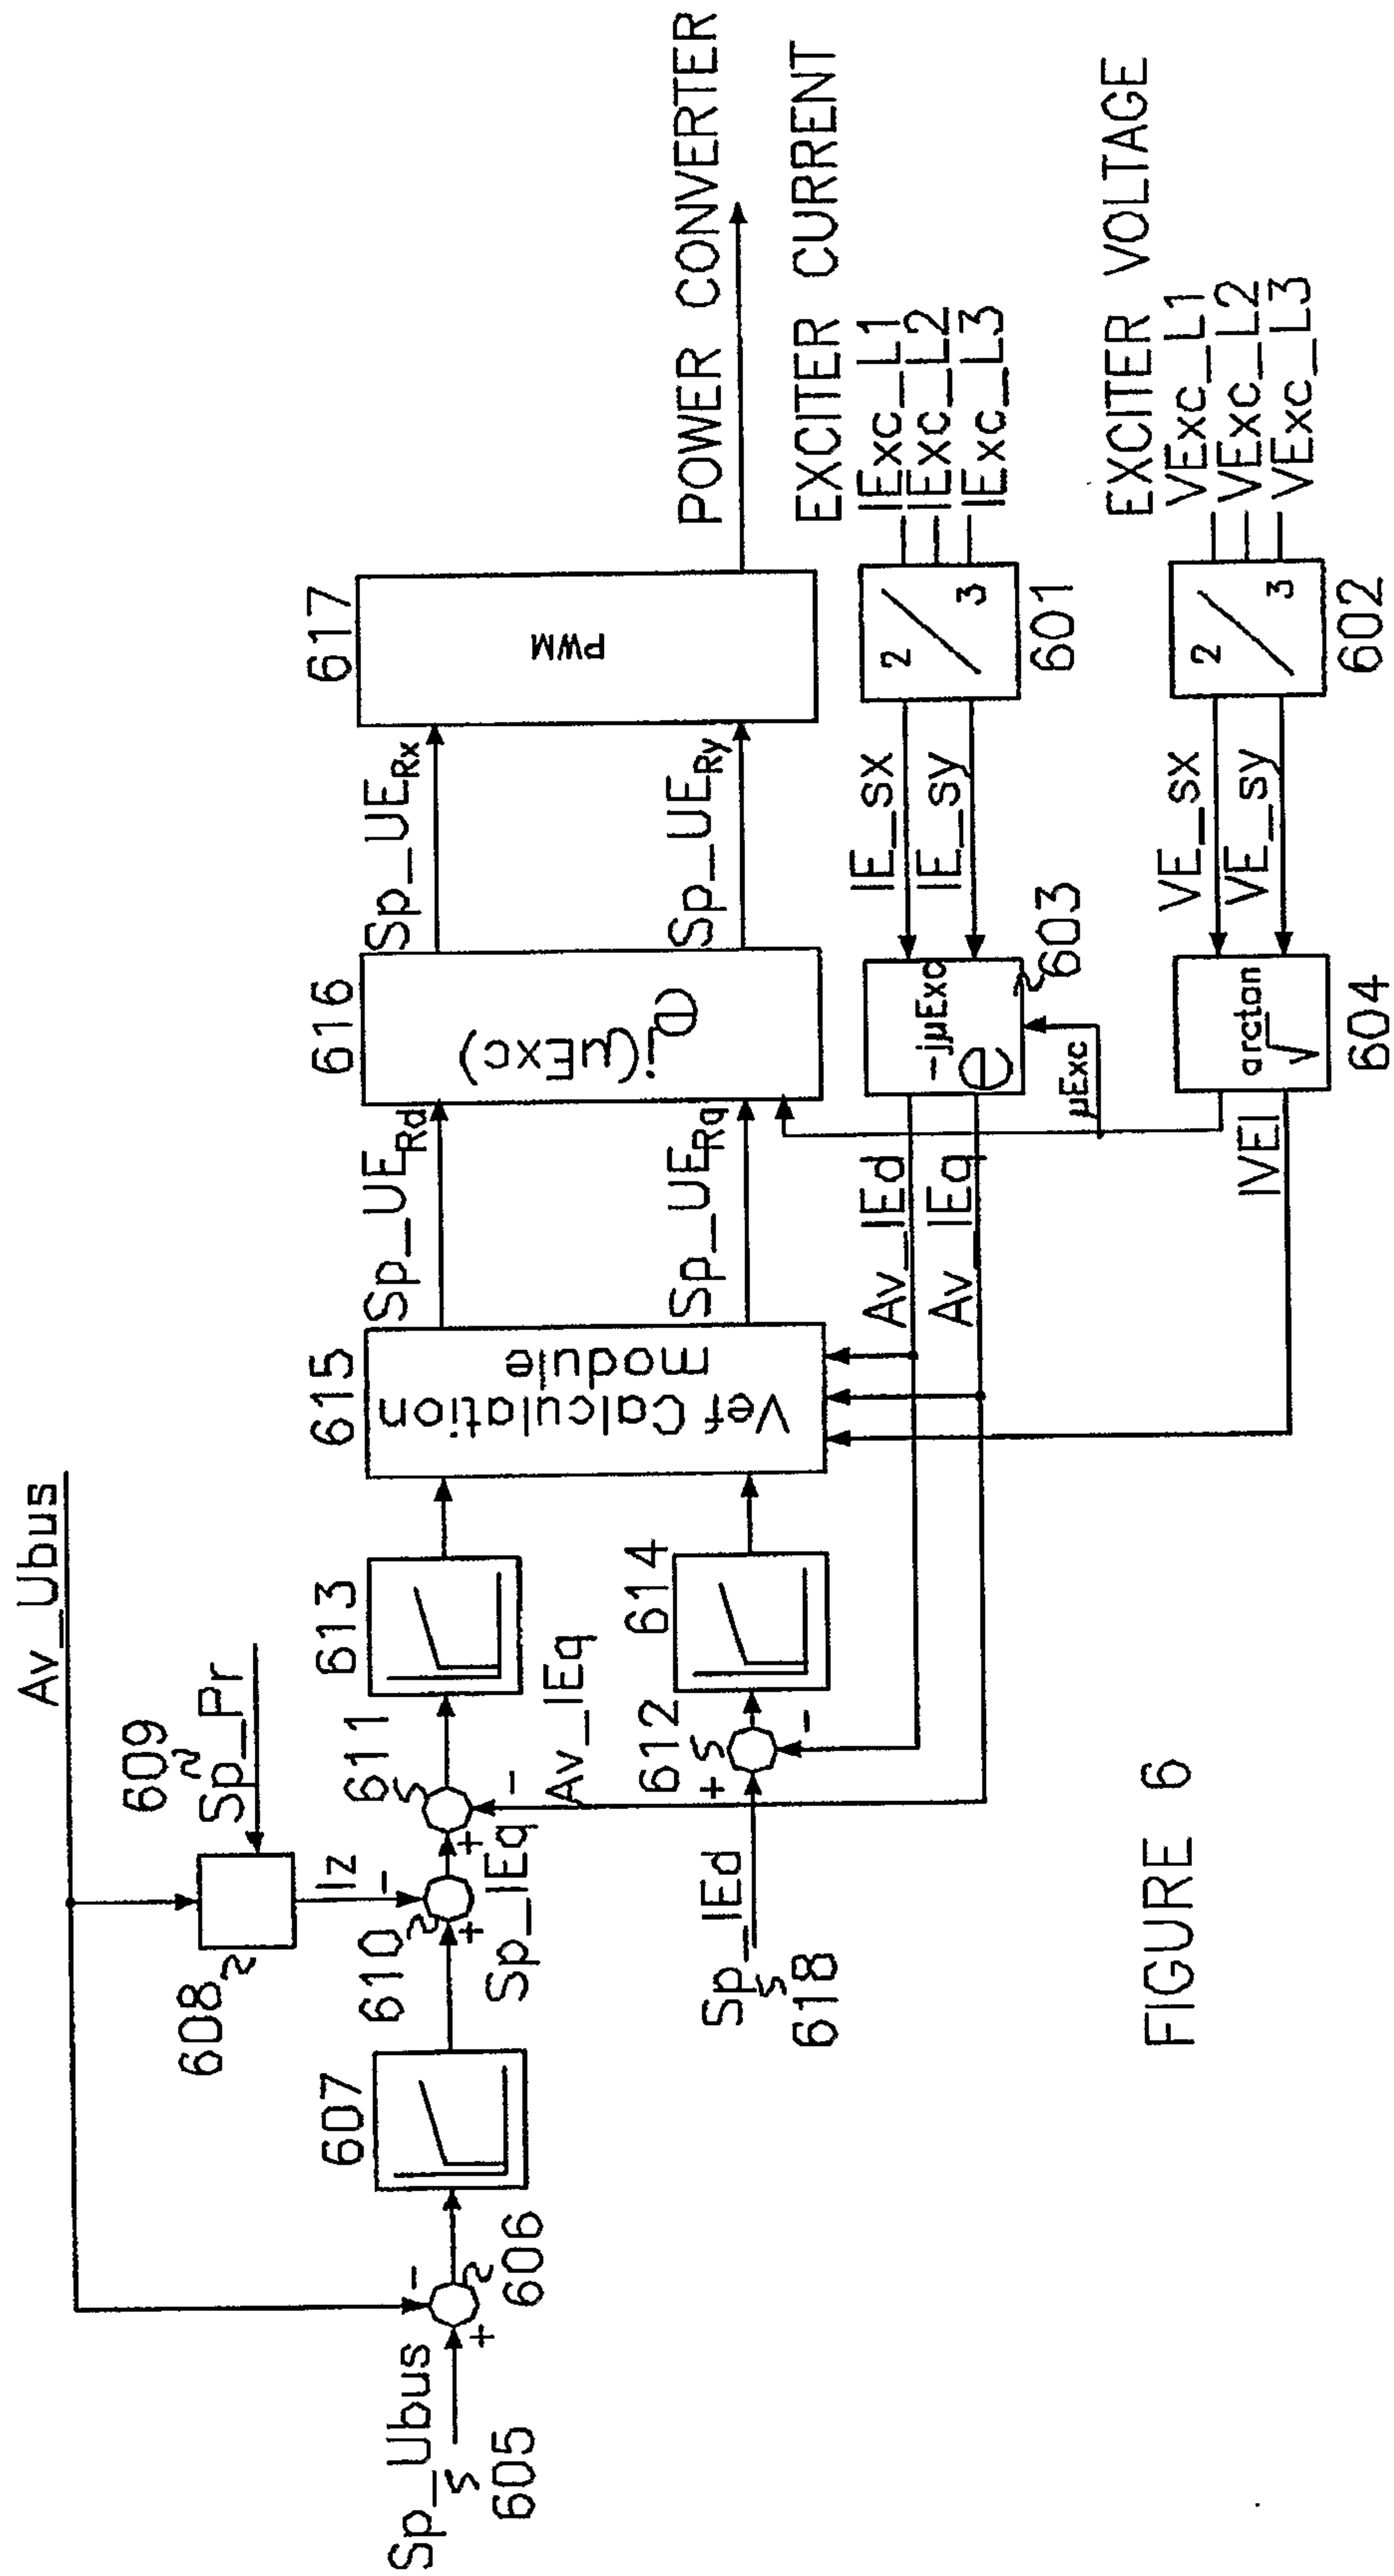 Av_Ubus
609
Sp_Pr
608
Iz
-
Sp_Ubus
605
+
-
606
607
610
+
Sp_IEq
+
611
-
Av_IEq
613
615
Vef Calculation
module
Sp_UERd
616
e
j(µExc)
Sp_UERx
617
PWM
POWER CONVERTER
Sp_IEd
618
+
612
-
614
Sp_UERq
Sp_UERy
Av_IEd
Av_IEq
e
-jµExc
603
µExc
IE_sx
IE_sy
2
3
601
EXCITER CURRENT
IExc_L1
IExc_L2
IExc_L3
|VE|
arctan
√
604
VE_sx
VE_sy
2
3
602
EXCITER VOLTAGE
VExc_L1
VExc_L2
VExc_L3
FIGURE 6